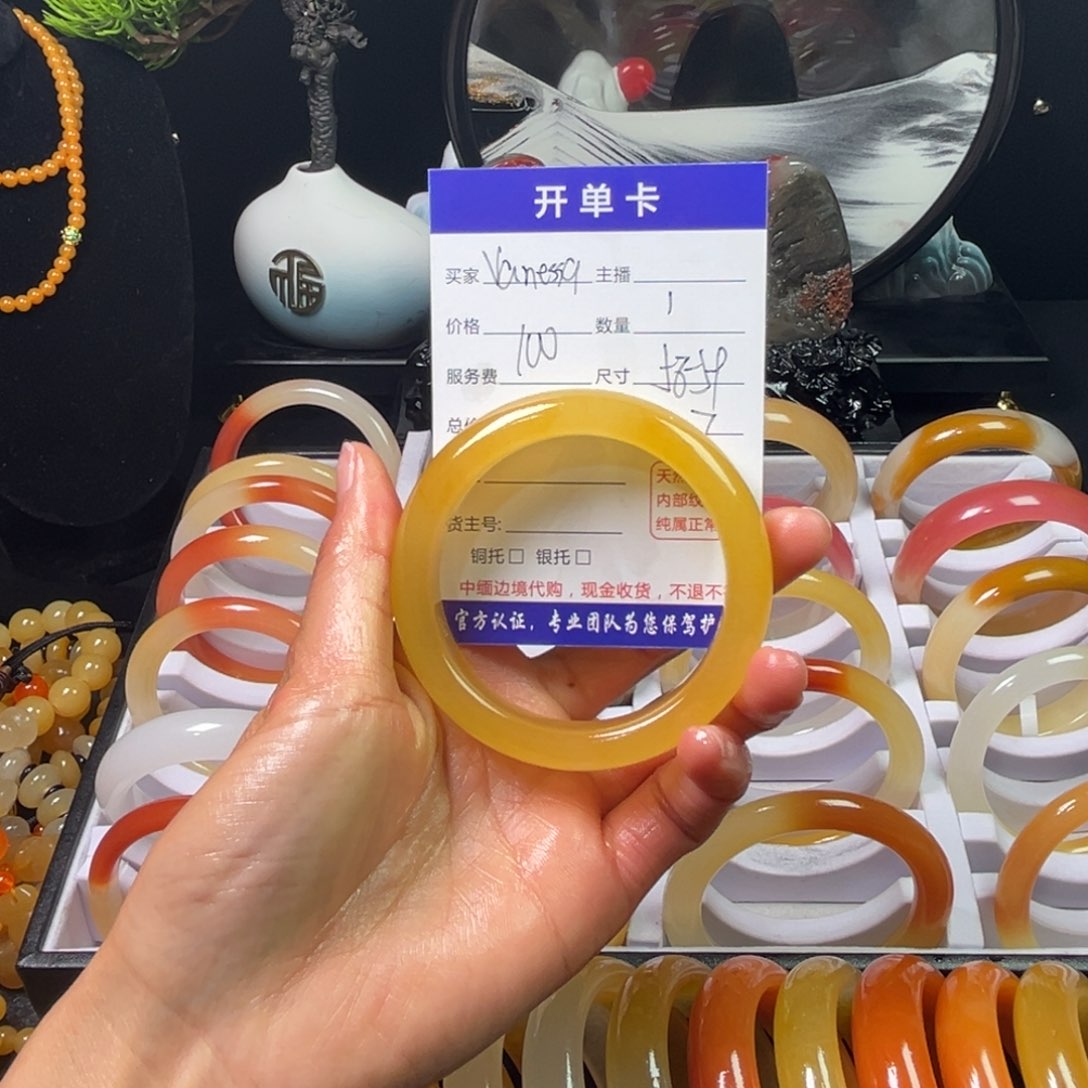 开单卡
买家 Vanessa 主播
价格 数量 1
服务费 100 尺寸
总
天然
内部纹
纯属正常
货主号:
铜托□ 银托□
中缅边境代购，现金收货，不退不
官方认证，专业团队为您保驾护